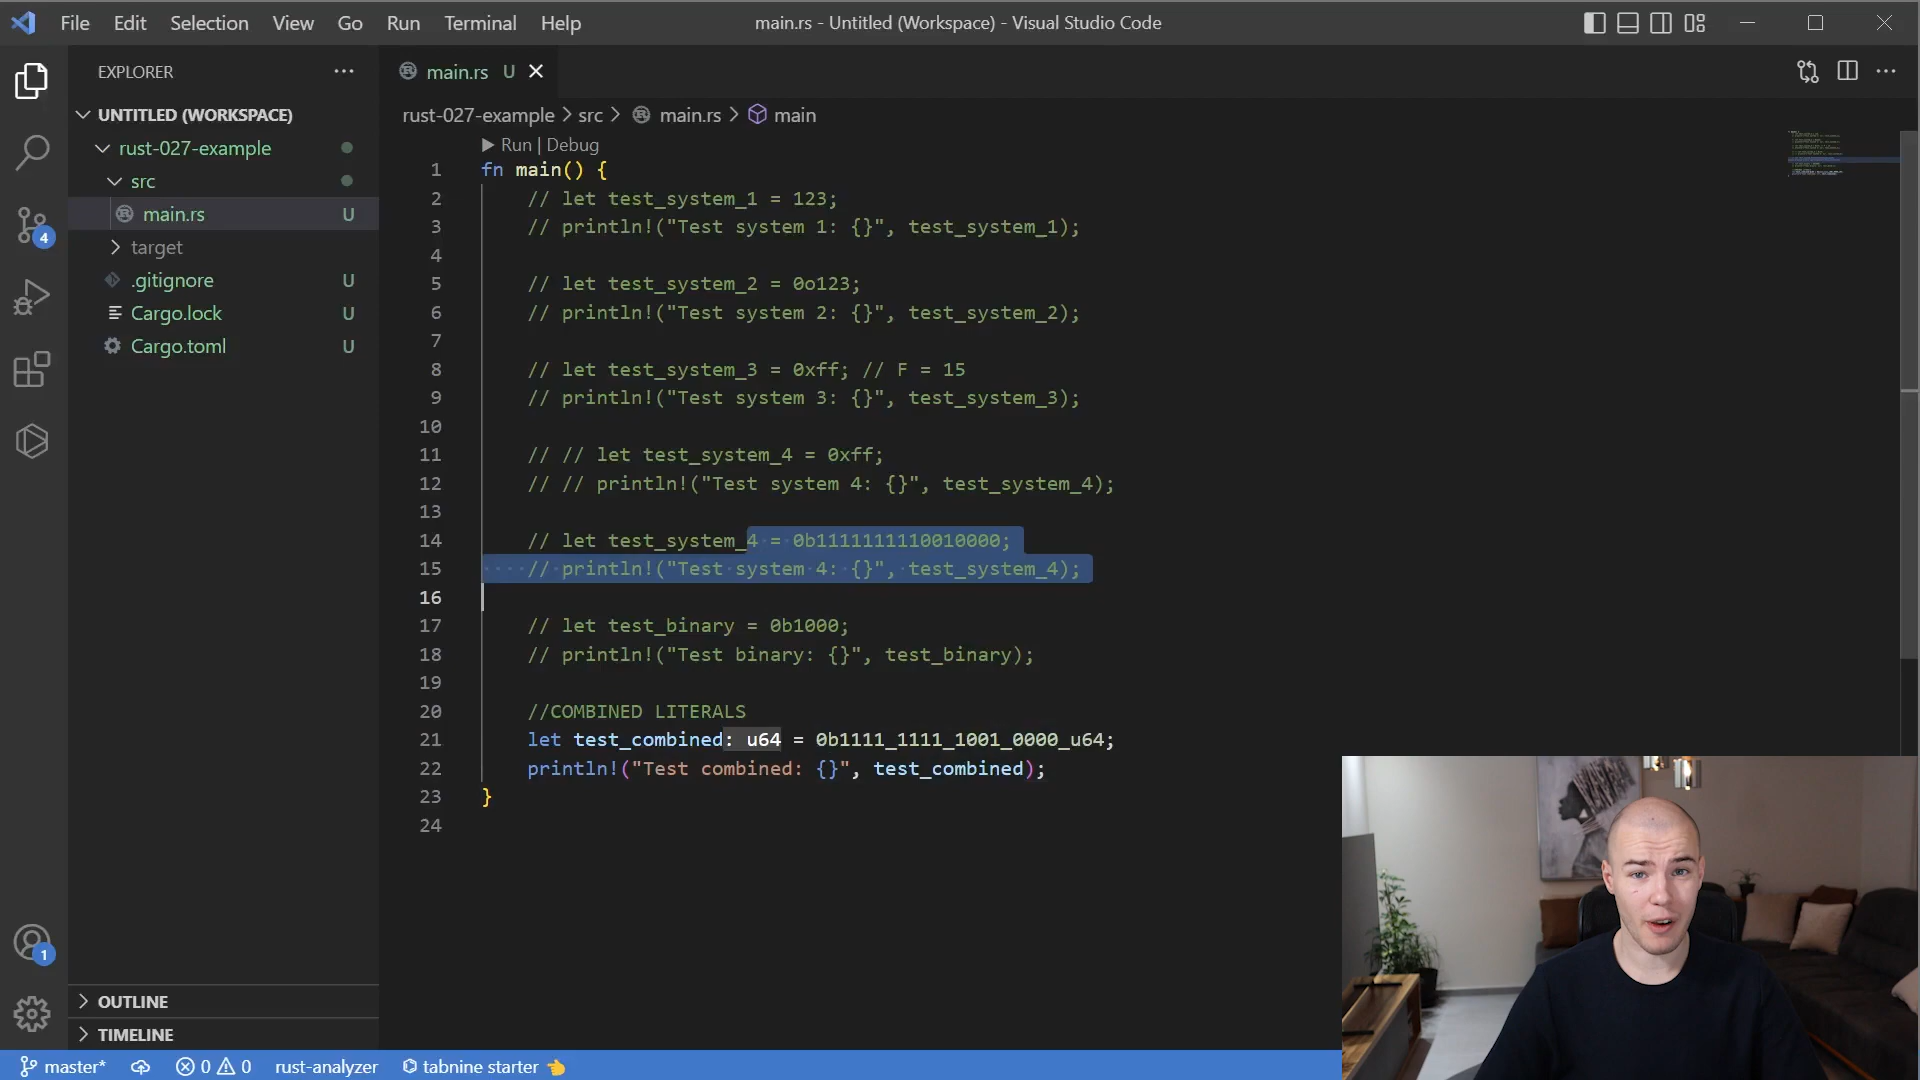 File Edit Selection View Go Run Terminal Help
main.rs - Untitled (Workspace) - Visual Studio Code
EXPLORER
UNTITLED (WORKSPACE)
rust-027-example
src
main.rs U
target
.gitignore U
Cargo.lock U
Cargo.toml U
OUTLINE
TIMELINE
4
1
main.rs U
rust-027-example > src > main.rs > main
Run | Debug
1 fn main() {
2 // let test_system_1 = 123;
3 // println!("Test system 1: {}", test_system_1);
4
5 // let test_system_2 = 0o123;
6 // println!("Test system 2: {}", test_system_2);
7
8 // let test_system_3 = 0xff; // F = 15
9 // println!("Test system 3: {}", test_system_3);
10
11 // // let test_system_4 = 0xff;
12 // // println!("Test system 4: {}", test_system_4);
13
14 // let test_system_4 = 0b1111111110010000;
15 // println!("Test system 4: {}", test_system_4);
16
17 // let test_binary = 0b1000;
18 // println!("Test binary: {}", test_binary);
19
20 //COMBINED LITERALS
21 let test_combined: u64 = 0b1111_1111_1001_0000_u64;
22 println!("Test combined: {}", test_combined);
23 }
24
master* 0 0 rust-analyzer tabnine starter